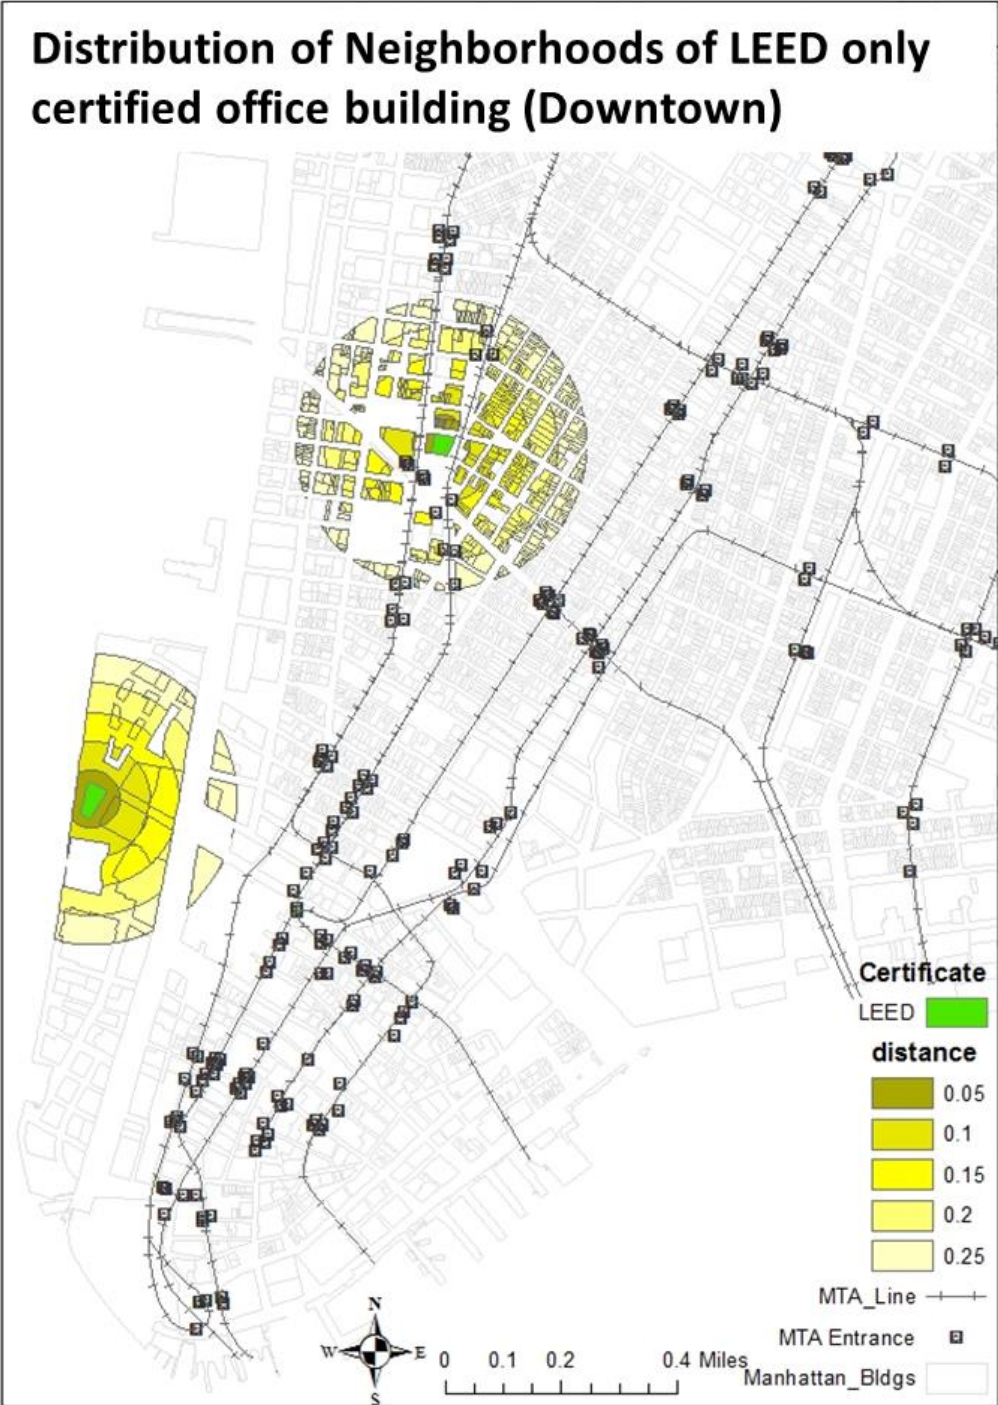 Distribution of Neighborhoods of LEED only
certified office building (Downtown)
Certificate
LEED
distance
0.05
0.1
0.15
0.2
0.25
MTA_Line
MTA Entrance
Manhattan_Bldgs
N
W E
S
0 0.1 0.2 0.4 Miles